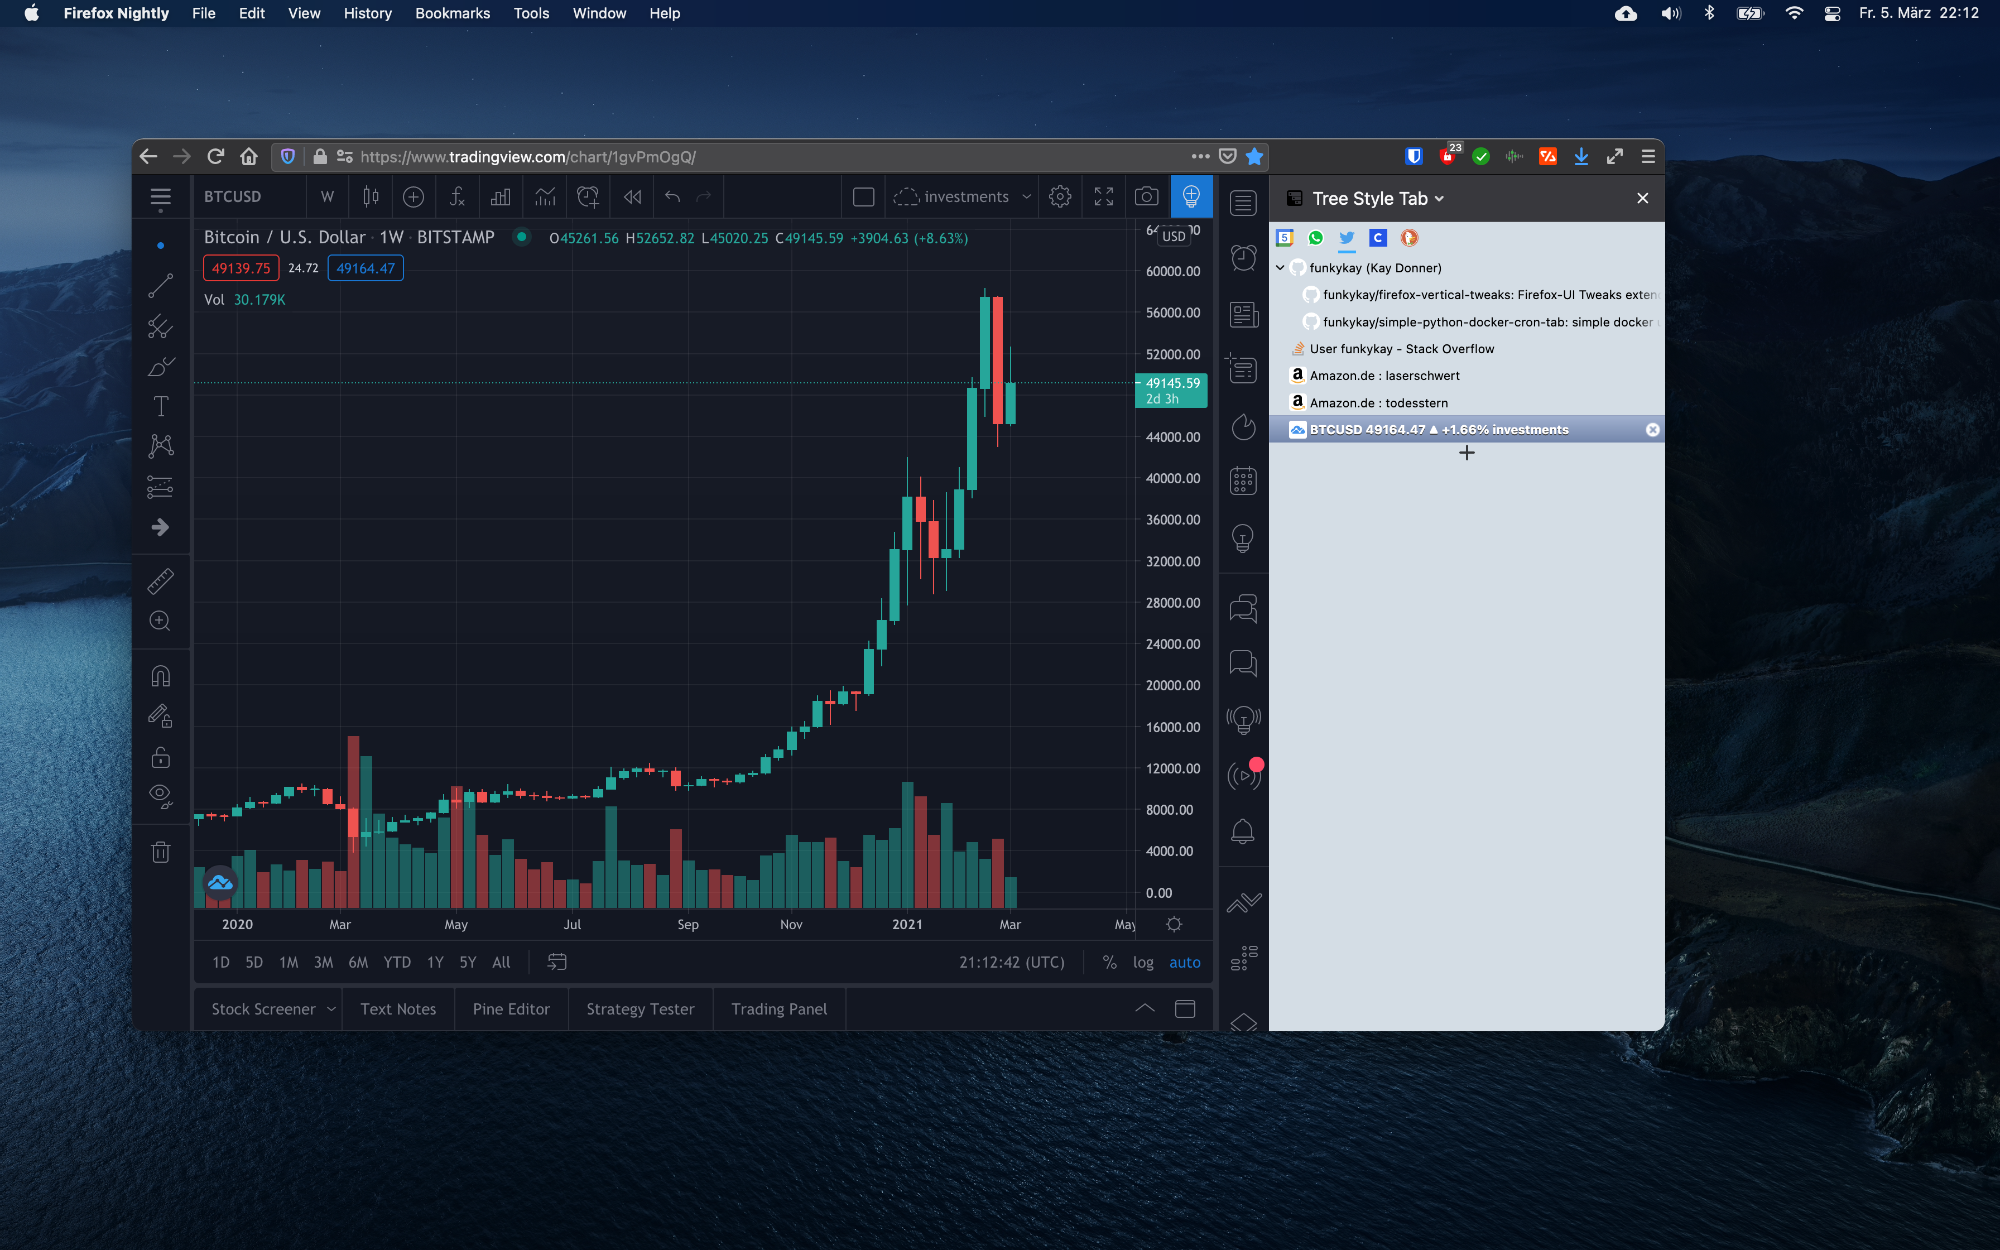 Firefox Nightly File Edit View History Bookmarks Tools Window Help Fr. 5. März 22:12
https://www.tradingview.com/chart/1gvPmOgQ/ 23
BTCUSD W investments
Tree Style Tab
Bitcoin / U.S. Dollar · 1W · BITSTAMP O45261.56 H52652.82 L45020.25 C49145.59 +3904.63 (+8.63%)
49139.75 24.72 49164.47
Vol 30.179K
USD
60000.00
56000.00
52000.00
49145.59
2d 3h
44000.00
40000.00
36000.00
32000.00
28000.00
24000.00
20000.00
16000.00
12000.00
8000.00
4000.00
0.00
2020 Mar May Jul Sep Nov 2021 Mar May
1D 5D 1M 3M 6M YTD 1Y 5Y All 21:12:42 (UTC) % log auto
Stock Screener Text Notes Pine Editor Strategy Tester Trading Panel
5 C
funkykay (Kay Donner)
funkykay/firefox-vertical-tweaks: Firefox-UI Tweaks exten
funkykay/simple-python-docker-cron-tab: simple docker
User funkykay - Stack Overflow
Amazon.de : laserschwert
Amazon.de : todesstern
BTCUSD 49164.47 ▲ +1.66% investments